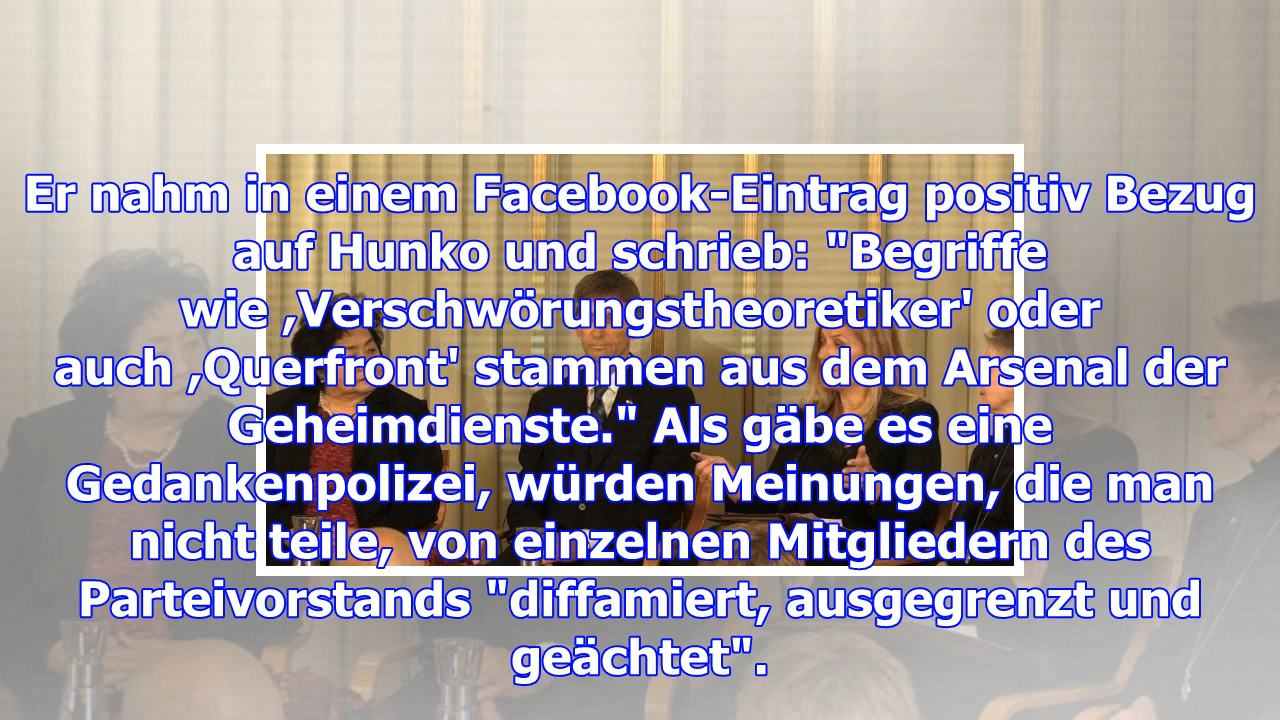 Er nahm in einem Facebook-Eintrag positiv Bezug
auf Hunko und schrieb: "Begriffe
wie ‚Verschwörungstheoretiker' oder
auch ‚Querfront' stammen aus dem Arsenal der
Geheimdienste." Als gäbe es eine
Gedankenpolizei, würden Meinungen, die man
nicht teile, von einzelnen Mitgliedern des
Parteivorstands "diffamiert, ausgegrenzt und
geächtet".